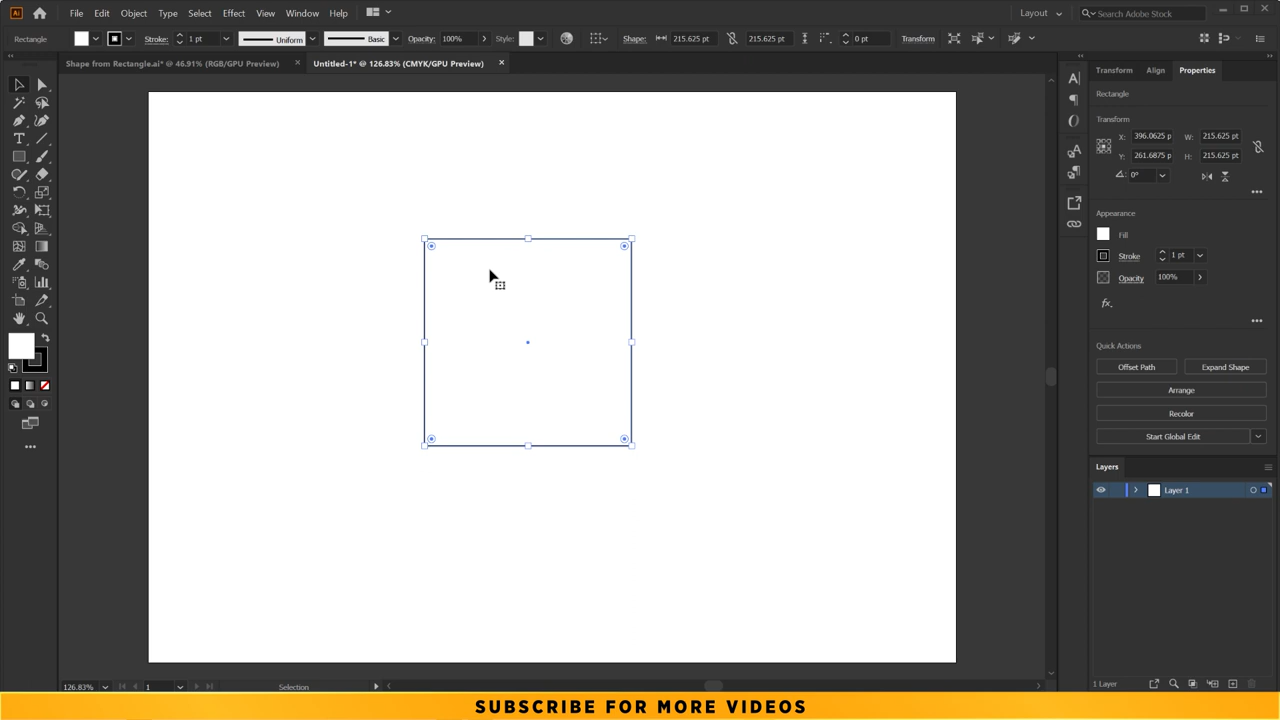 Ai File Edit Object Type Select Effect View Window Help Layout Search Adobe Stock
Rectangle Stroke: 1 pt Uniform Basic Opacity: 100% Style: Shape: 215.625 pt 215.625 pt 0 pt Transform
Shape from Rectangle.ai* @ 46.91% (RGB/GPU Preview) Untitled-1* @ 126.83% (CMYK/GPU Preview)
Transform Align Properties
Rectangle
Transform
X: 396.0625 p W: 215.625 pt
Y: 261.6875 p H: 215.625 pt
0°
Appearance
Fill
Stroke 1 pt
Opacity 100%
fx.
Quick Actions
Offset Path Expand Shape
Arrange
Recolor
Start Global Edit
Layers
Layer 1
1 Layer
126.83% 1 Selection
SUBSCRIBE FOR MORE VIDEOS